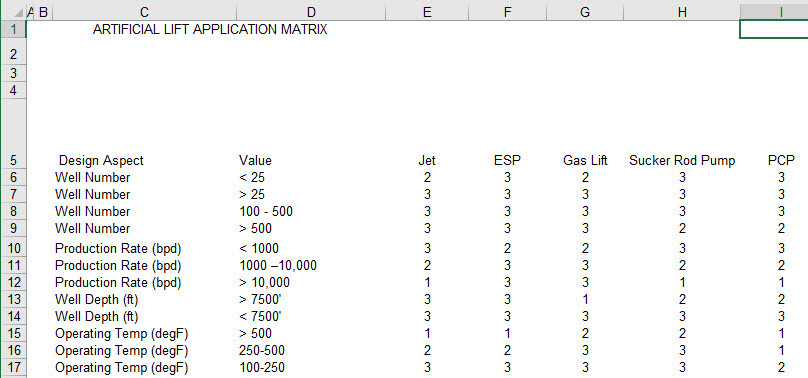 A B C D E F G H I
1 ARTIFICIAL LIFT APPLICATION MATRIX
2
3
4
5 Design Aspect Value Jet ESP Gas Lift Sucker Rod Pump PCP
6 Well Number < 25 2 3 2 3 3
7 Well Number > 25 3 3 3 3 3
8 Well Number 100 - 500 3 3 3 3 3
9 Well Number > 500 3 3 3 2 2
10 Production Rate (bpd) < 1000 3 2 2 3 3
11 Production Rate (bpd) 1000 –10,000 2 3 3 2 2
12 Production Rate (bpd) > 10,000 1 3 3 1 1
13 Well Depth (ft) > 7500' 3 3 1 2 2
14 Well Depth (ft) < 7500' 3 3 3 3 3
15 Operating Temp (degF) > 500 1 1 2 2 1
16 Operating Temp (degF) 250-500 2 2 3 3 1
17 Operating Temp (degF) 100-250 3 3 3 3 2